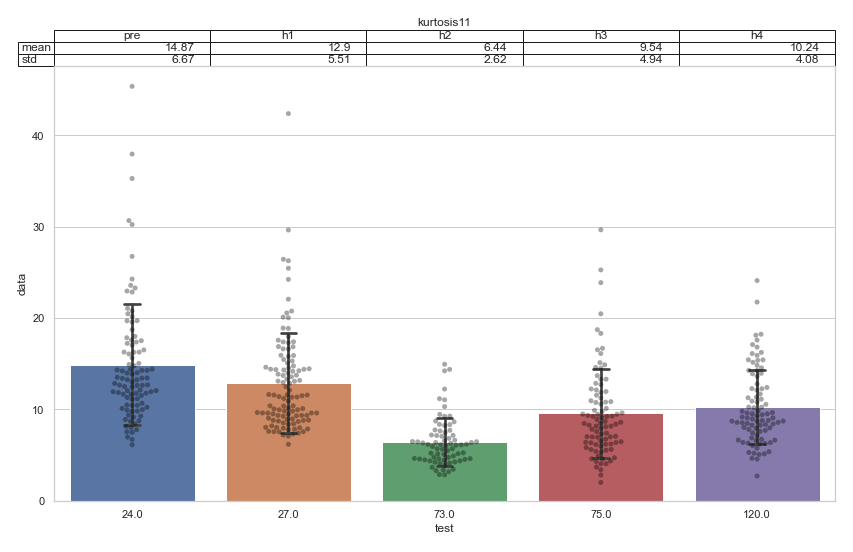 kurtosis11
pre h1 h2 h3 h4
mean 14.87 12.9 6.44 9.54 10.24
std 6.67 5.51 2.62 4.94 4.08
40
30
20
10
0
data
24.0 27.0 73.0 75.0 120.0
test